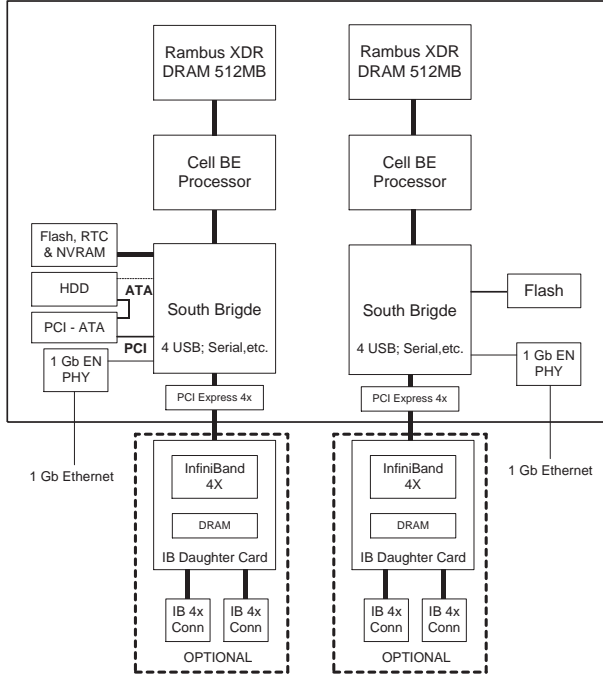 Rambus XDR
DRAM 512MB
Rambus XDR
DRAM 512MB
Cell BE
Processor
Cell BE
Processor
Flash, RTC
& NVRAM
HDD
ATA
PCI - ATA
PCI
1 Gb EN
PHY
South Brigde
4 USB; Serial,etc.
South Brigde
4 USB; Serial,etc.
Flash
1 Gb EN
PHY
PCI Express 4x
PCI Express 4x
1 Gb Ethernet
1 Gb Ethernet
InfiniBand
4X
DRAM
IB Daughter Card
IB 4x
Conn
IB 4x
Conn
OPTIONAL
InfiniBand
4X
DRAM
IB Daughter Card
IB 4x
Conn
IB 4x
Conn
OPTIONAL